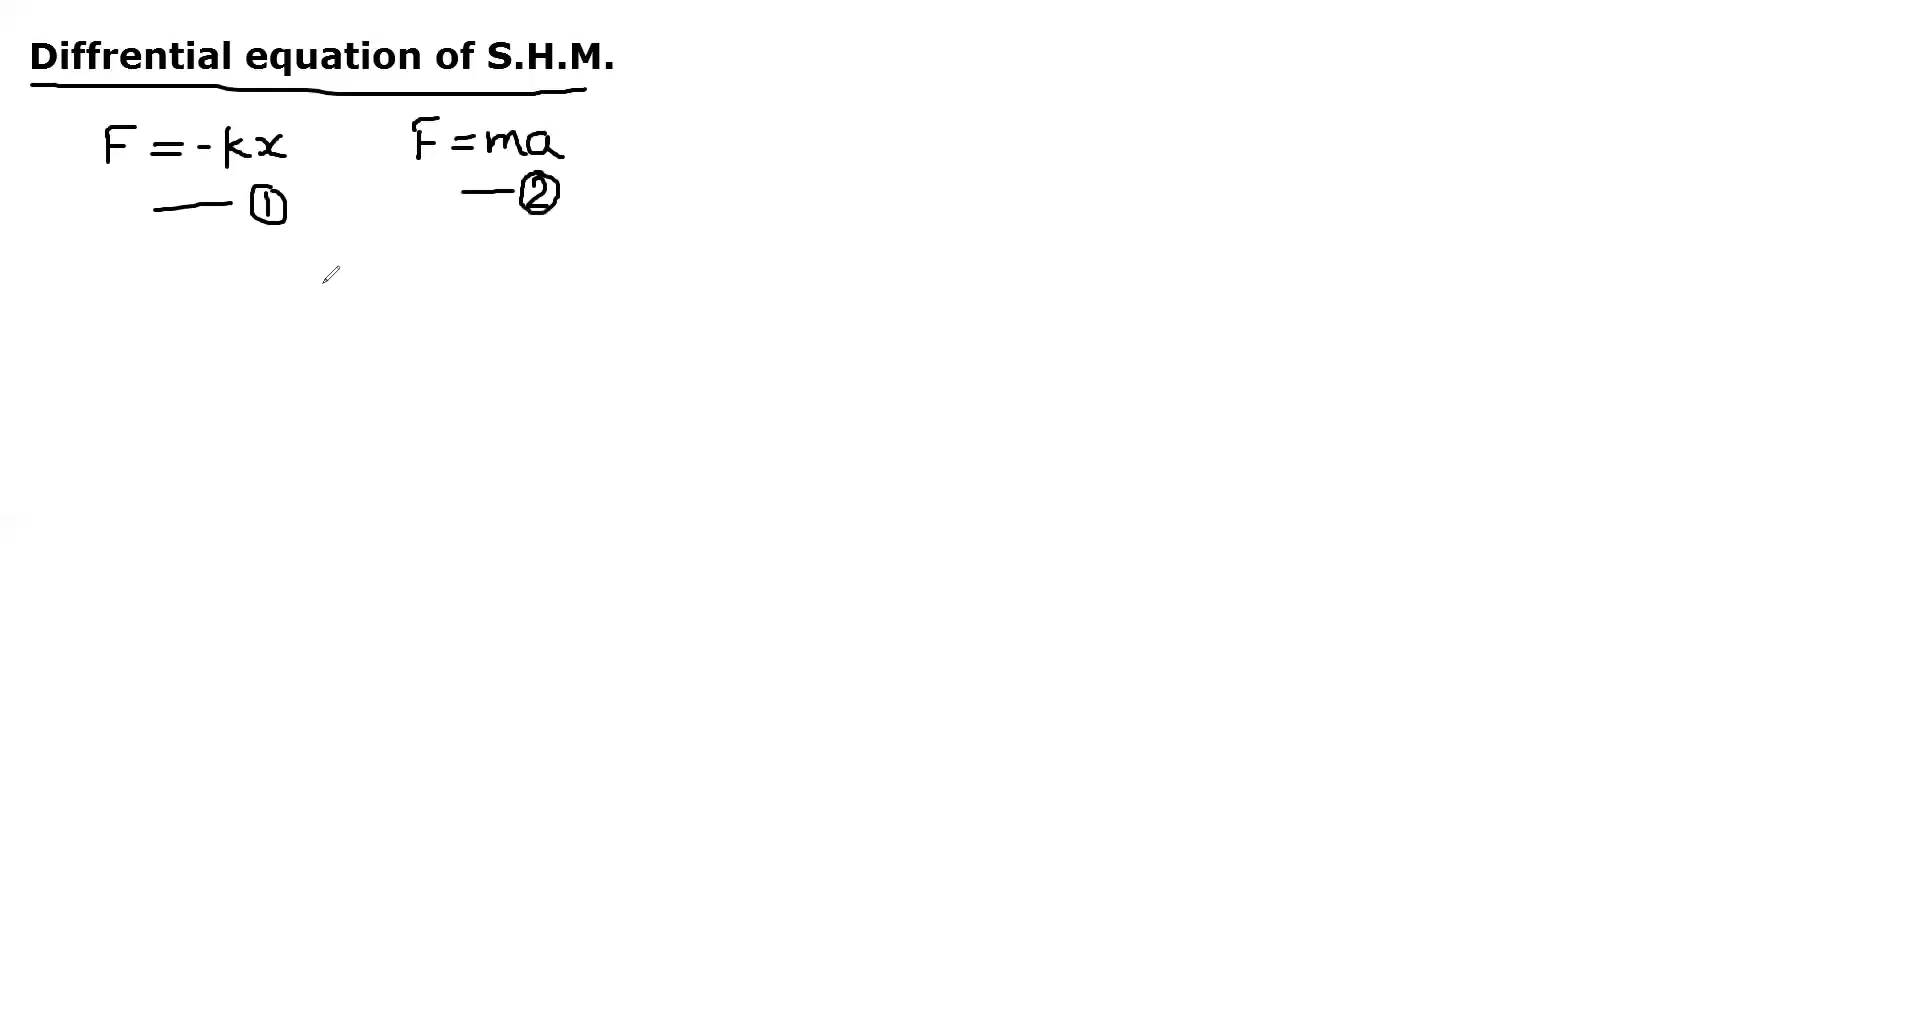 Diffrential equation of S.H.M.
F = -kx F = ma
— ① — ②